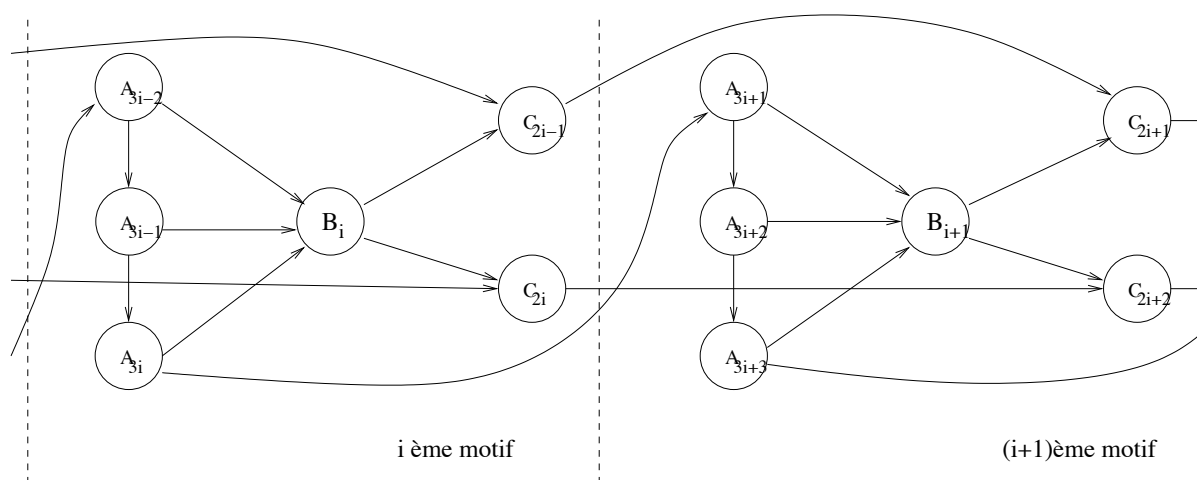 A3i−2
C2i−1
A3i−1
Bi
C2i
A3i
i ème motif
A3i+1
C2i+1
A3i+2
Bi+1
C2i+2
A3i+3
(i+1)ème motif